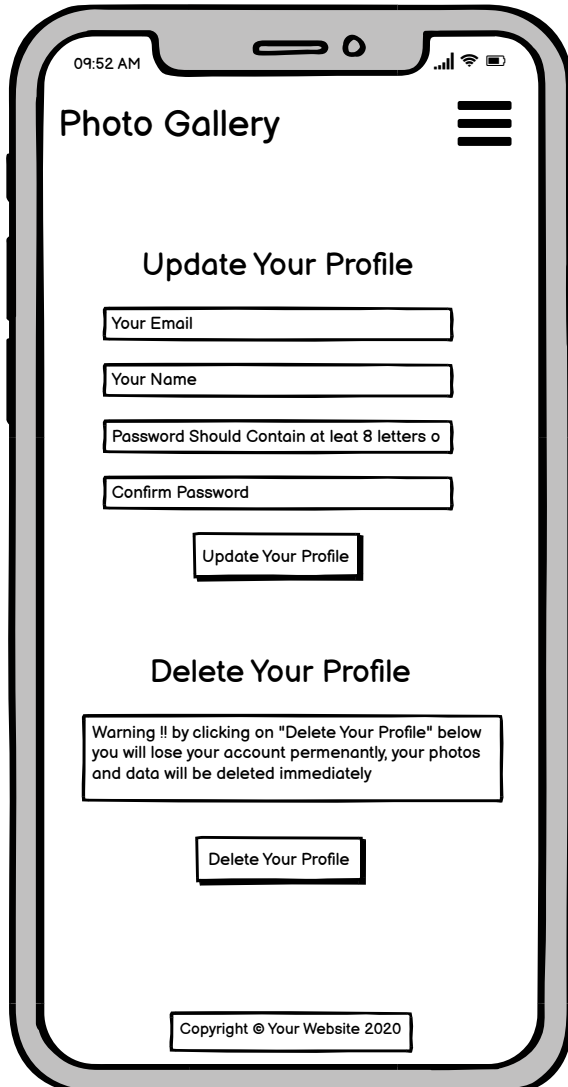 09:52 AM
Photo Gallery
Update Your Profile
Your Email
Your Name
Password Should Contain at leat 8 letters o
Confirm Password
Update Your Profile
Delete Your Profile
Warning !! by clicking on "Delete Your Profile" below
you will lose your account permenantly, your photos
and data will be deleted immediately
Delete Your Profile
Copyright © Your Website 2020